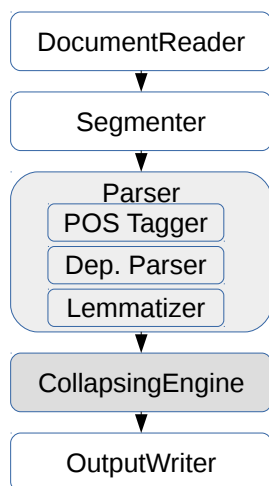 DocumentReader
Segmenter
Parser
POS Tagger
Dep. Parser
Lemmatizer
CollapsingEngine
OutputWriter